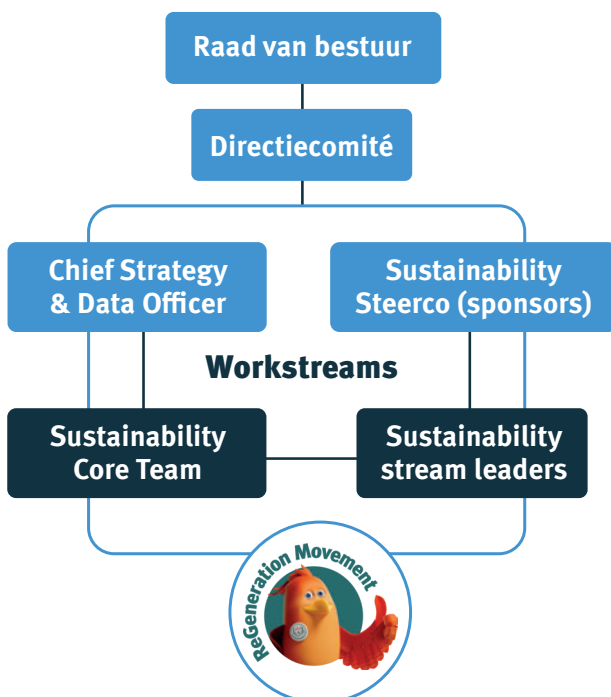 Raad van bestuur
Directiecomité
Chief Strategy
& Data Officer
Sustainability
Steerco (sponsors)
Workstreams
Sustainability
Core Team
Sustainability
stream leaders
ReGeneration Movement